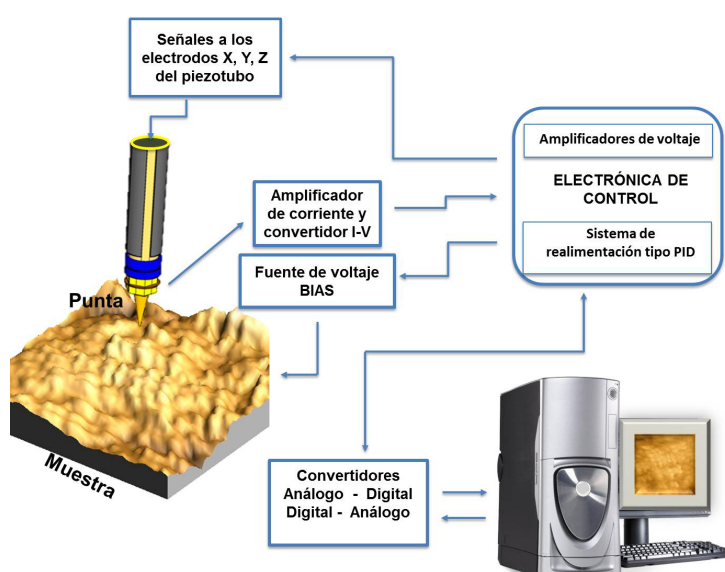 Señales a los
electrodos X, Y, Z
del piezotubo
Amplificadores de voltaje
ELECTRÓNICA DE
CONTROL
Sistema de
realimentación tipo PID
Amplificador
de corriente y
convertidor I-V
Fuente de voltaje
BIAS
Punta
Muestra
Convertidores
Análogo - Digital
Digital - Análogo